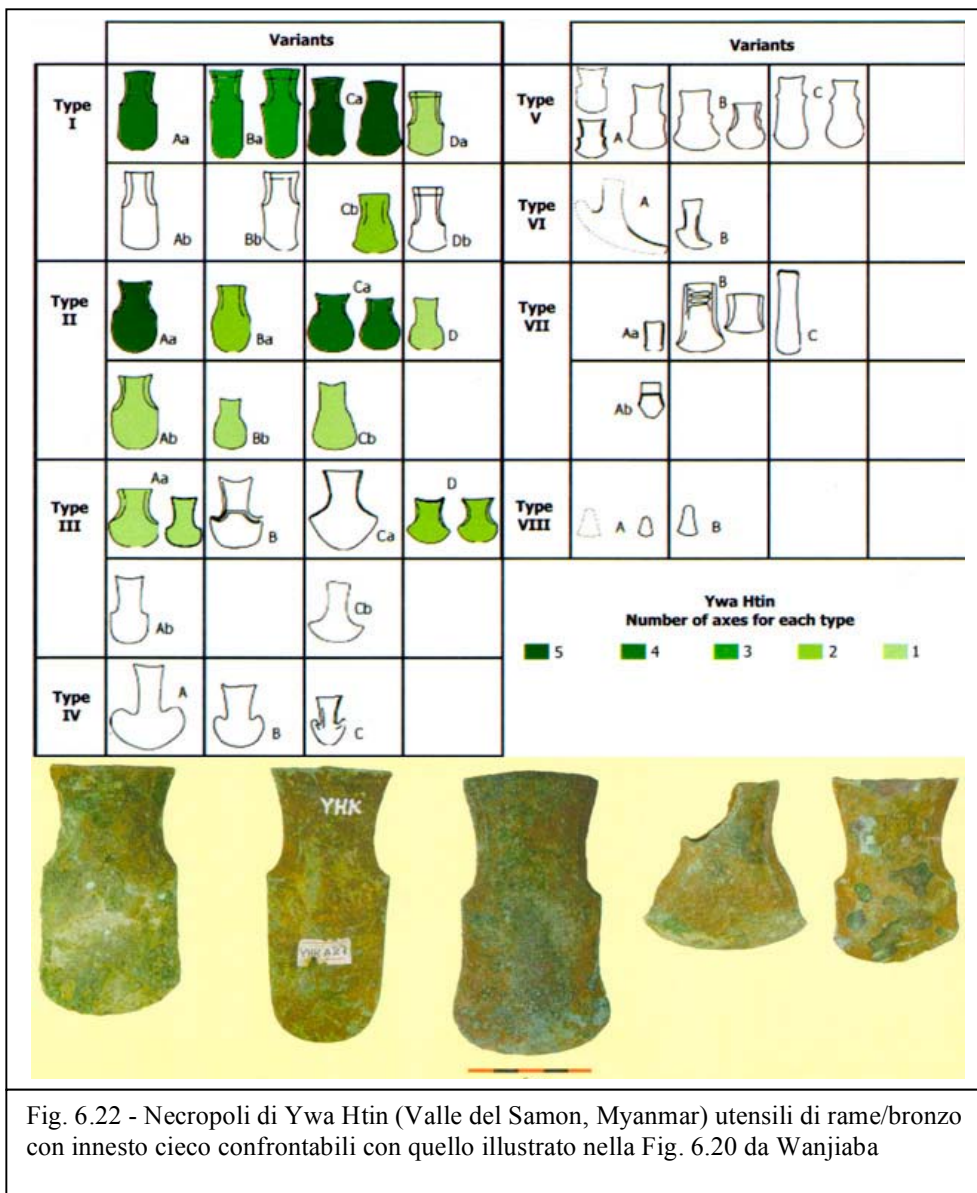 Variants
Variants
Type I
Aa
Ba
Ca
Da
Ab
Bb
Cb
Db
Type II
Aa
Ba
Ca
D
Ab
Bb
Cb
Type III
Aa
B
Ca
D
Ab
Cb
Type IV
A
B
C
Type V
A
B
C
Type VI
A
B
Type VII
Aa
B
C
Ab
Type VIII
A
B
Ywa Htin
Number of axes for each type
5 4 3 2 1
YHK
Fig. 6.22 - Necropoli di Ywa Htin (Valle del Samon, Myanmar) utensili di rame/bronzo
con innesto cieco confrontabili con quello illustrato nella Fig. 6.20 da Wanjiaba